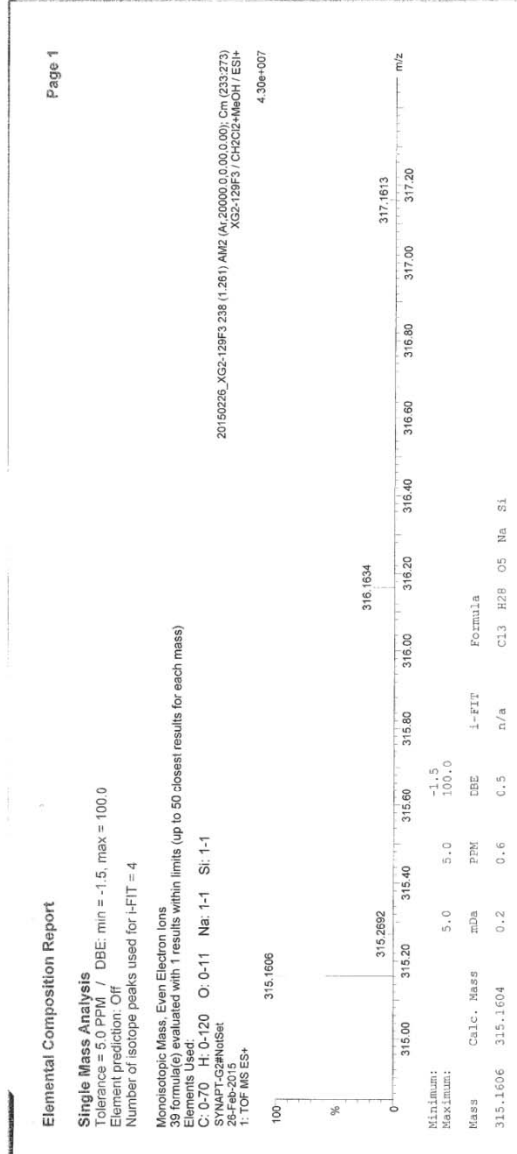 Elemental Composition Report
Page 1
Single Mass Analysis
Tolerance = 5.0 PPM / DBE: min = -1.5, max = 100.0
Element prediction: Off
Number of isotope peaks used for i-FIT = 4
Monoisotopic Mass, Even Electron Ions
39 formula(e) evaluated with 1 results within limits (up to 50 closest results for each mass)
Elements Used:
C: 0-70 H: 0-120 O: 0-11 Na: 1-1 Si: 1-1
SYNAPT-G2#NotSet
20150226_XG2-129F3 238 (1.261) AM2 (Ar,20000.0,0.00,0.00); Cm (233:273)
26-Feb-2015
XG2-129F3 / CH2Cl2+MeOH / ESI+
1: TOF MS ES+
4.30e+007
100
315.1606
%
315.2692
316.1634
317.1613
0
m/z
315.00 315.20 315.40 315.60 315.80 316.00 316.20 316.40 316.60 316.80 317.00 317.20
Minimum: -1.5
Maximum: 5.0 5.0 100.0
Mass Calc. Mass mDa PPM DBE i-FIT Formula
315.1606 315.1604 0.2 0.6 0.5 n/a C13 H28 O5 Na Si